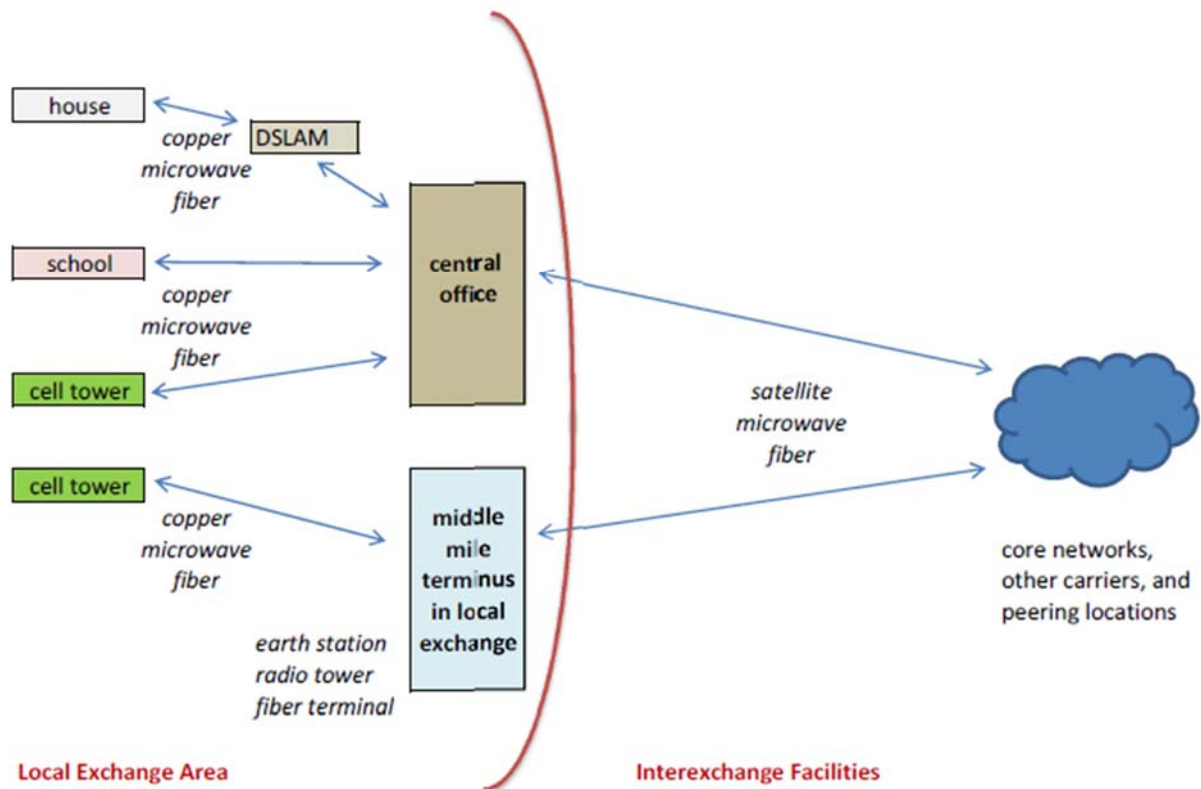 house
copper
microwave
fiber
DSLAM
school
copper
microwave
fiber
central
office
cell tower
cell tower
copper
microwave
fiber
middle
mile
terminus
in local
exchange
earth station
radio tower
fiber terminal
satellite
microwave
fiber
core networks,
other carriers, and
peering locations
Local Exchange Area
Interexchange Facilities